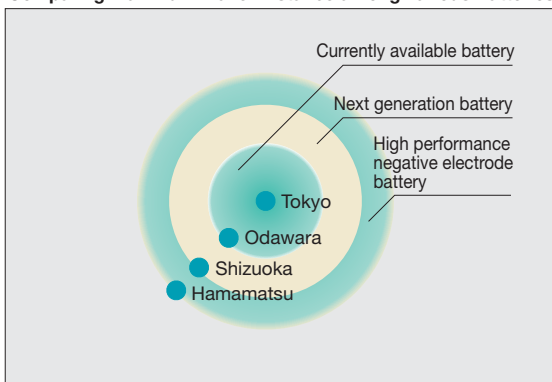 Currently available battery
Next generation battery
High performance
negative electrode
battery
Tokyo
Odawara
Shizuoka
Hamamatsu